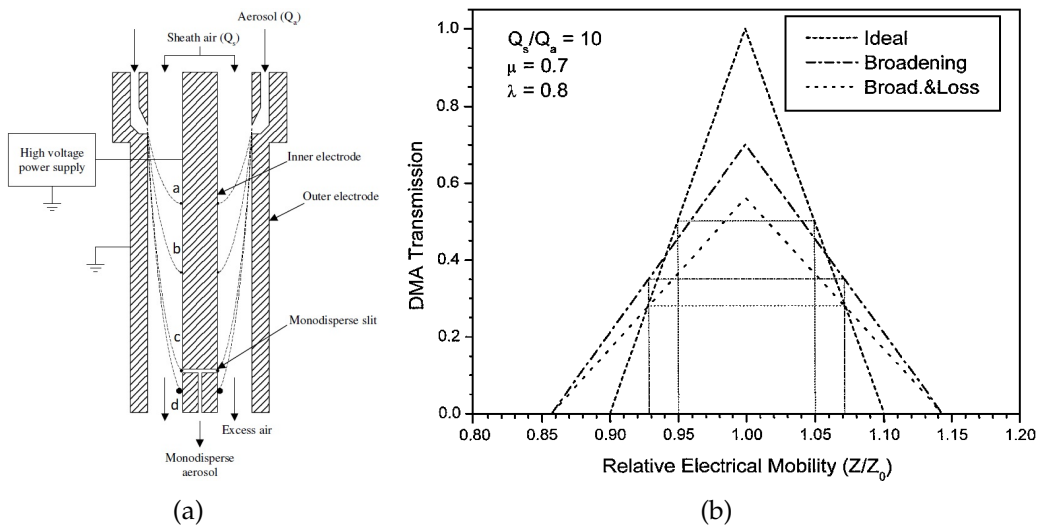 Aerosol (Qa)
Sheath air (Qs)
High voltage
power supply
Inner electrode
Outer electrode
Monodisperse slit
Excess air
Monodisperse
aerosol
a
b
c
d
(a)
DMA Transmission
1.0
0.8
0.6
0.4
0.2
0.0
Qs/Qa = 10
μ = 0.7
λ = 0.8
Ideal
Broadening
Broad.&Loss
0.80 0.85 0.90 0.95 1.00 1.05 1.10 1.15 1.20
Relative Electrical Mobility (Z/Z0)
(b)